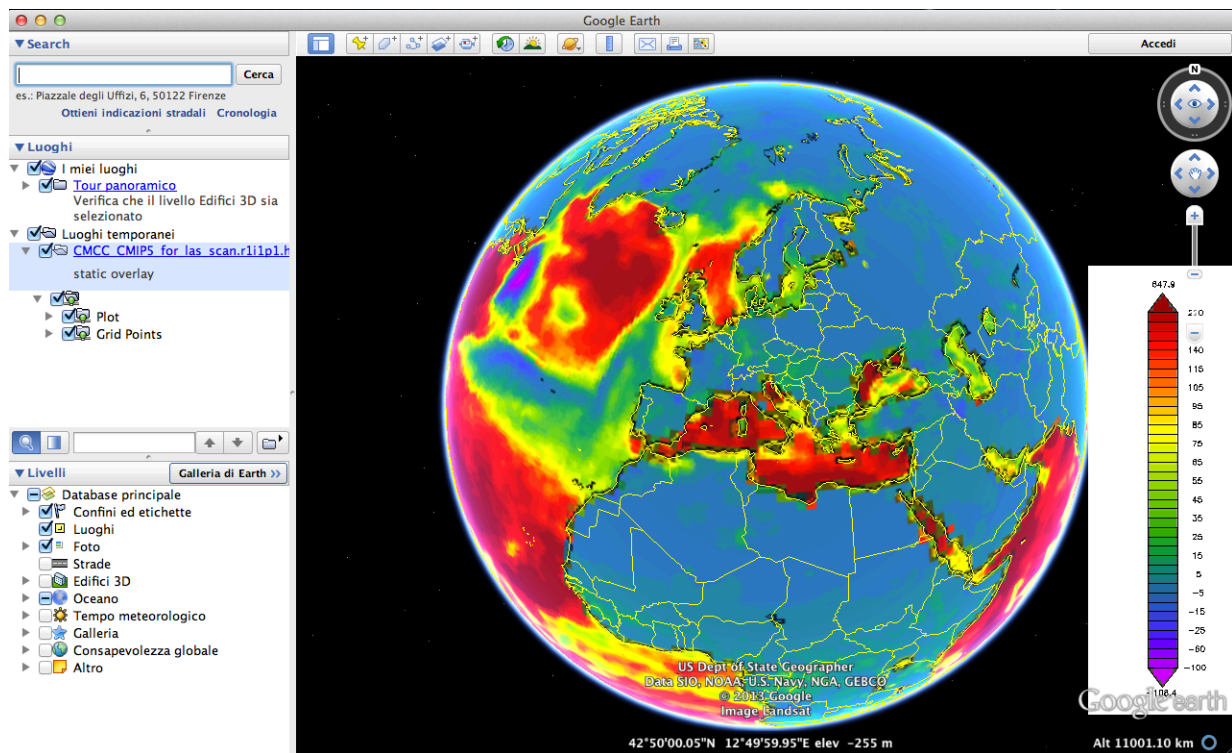 Google Earth
Search
Cerca
es.: Piazzale degli Uffizi, 6, 50122 Firenze
Ottieni indicazioni stradali Cronologia
Luoghi
I miei luoghi
Tour panoramico
Verifica che il livello Edifici 3D sia
selezionato
Luoghi temporanei
CMCC_CMIP5_for_las_scan.r1i1p1.h
static overlay
Plot
Grid Points
Livelli
Galleria di Earth >>
Database principale
Confini ed etichette
Luoghi
Foto
Strade
Edifici 3D
Oceano
Tempo meteorologico
Galleria
Consapevolezza globale
Altro
Accedi
N
647.9
140
115
105
95
85
75
65
55
45
35
25
15
5
-5
-15
-25
-60
-100
US Dept of State Geographer
Data SIO, NOAA, U.S. Navy, NGA, GEBCO
© 2013 Google
Image Landsat
Google earth
42°50'00.05"N 12°49'59.95"E elev -255 m
Alt 11001.10 km